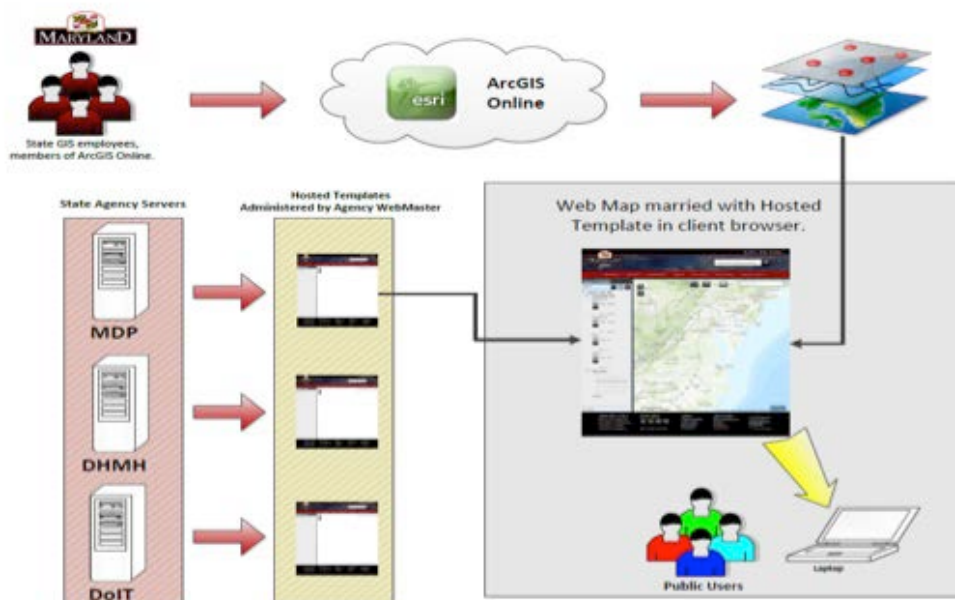 MARYLAND
State GIS employees,
members of ArcGIS Online.
esri
ArcGIS
Online
State Agency Servers
MDP
DHMH
DoIT
Hosted Templates
Administered by Agency WebMaster
Web Map married with Hosted
Template in client browser.
Public Users
Laptop